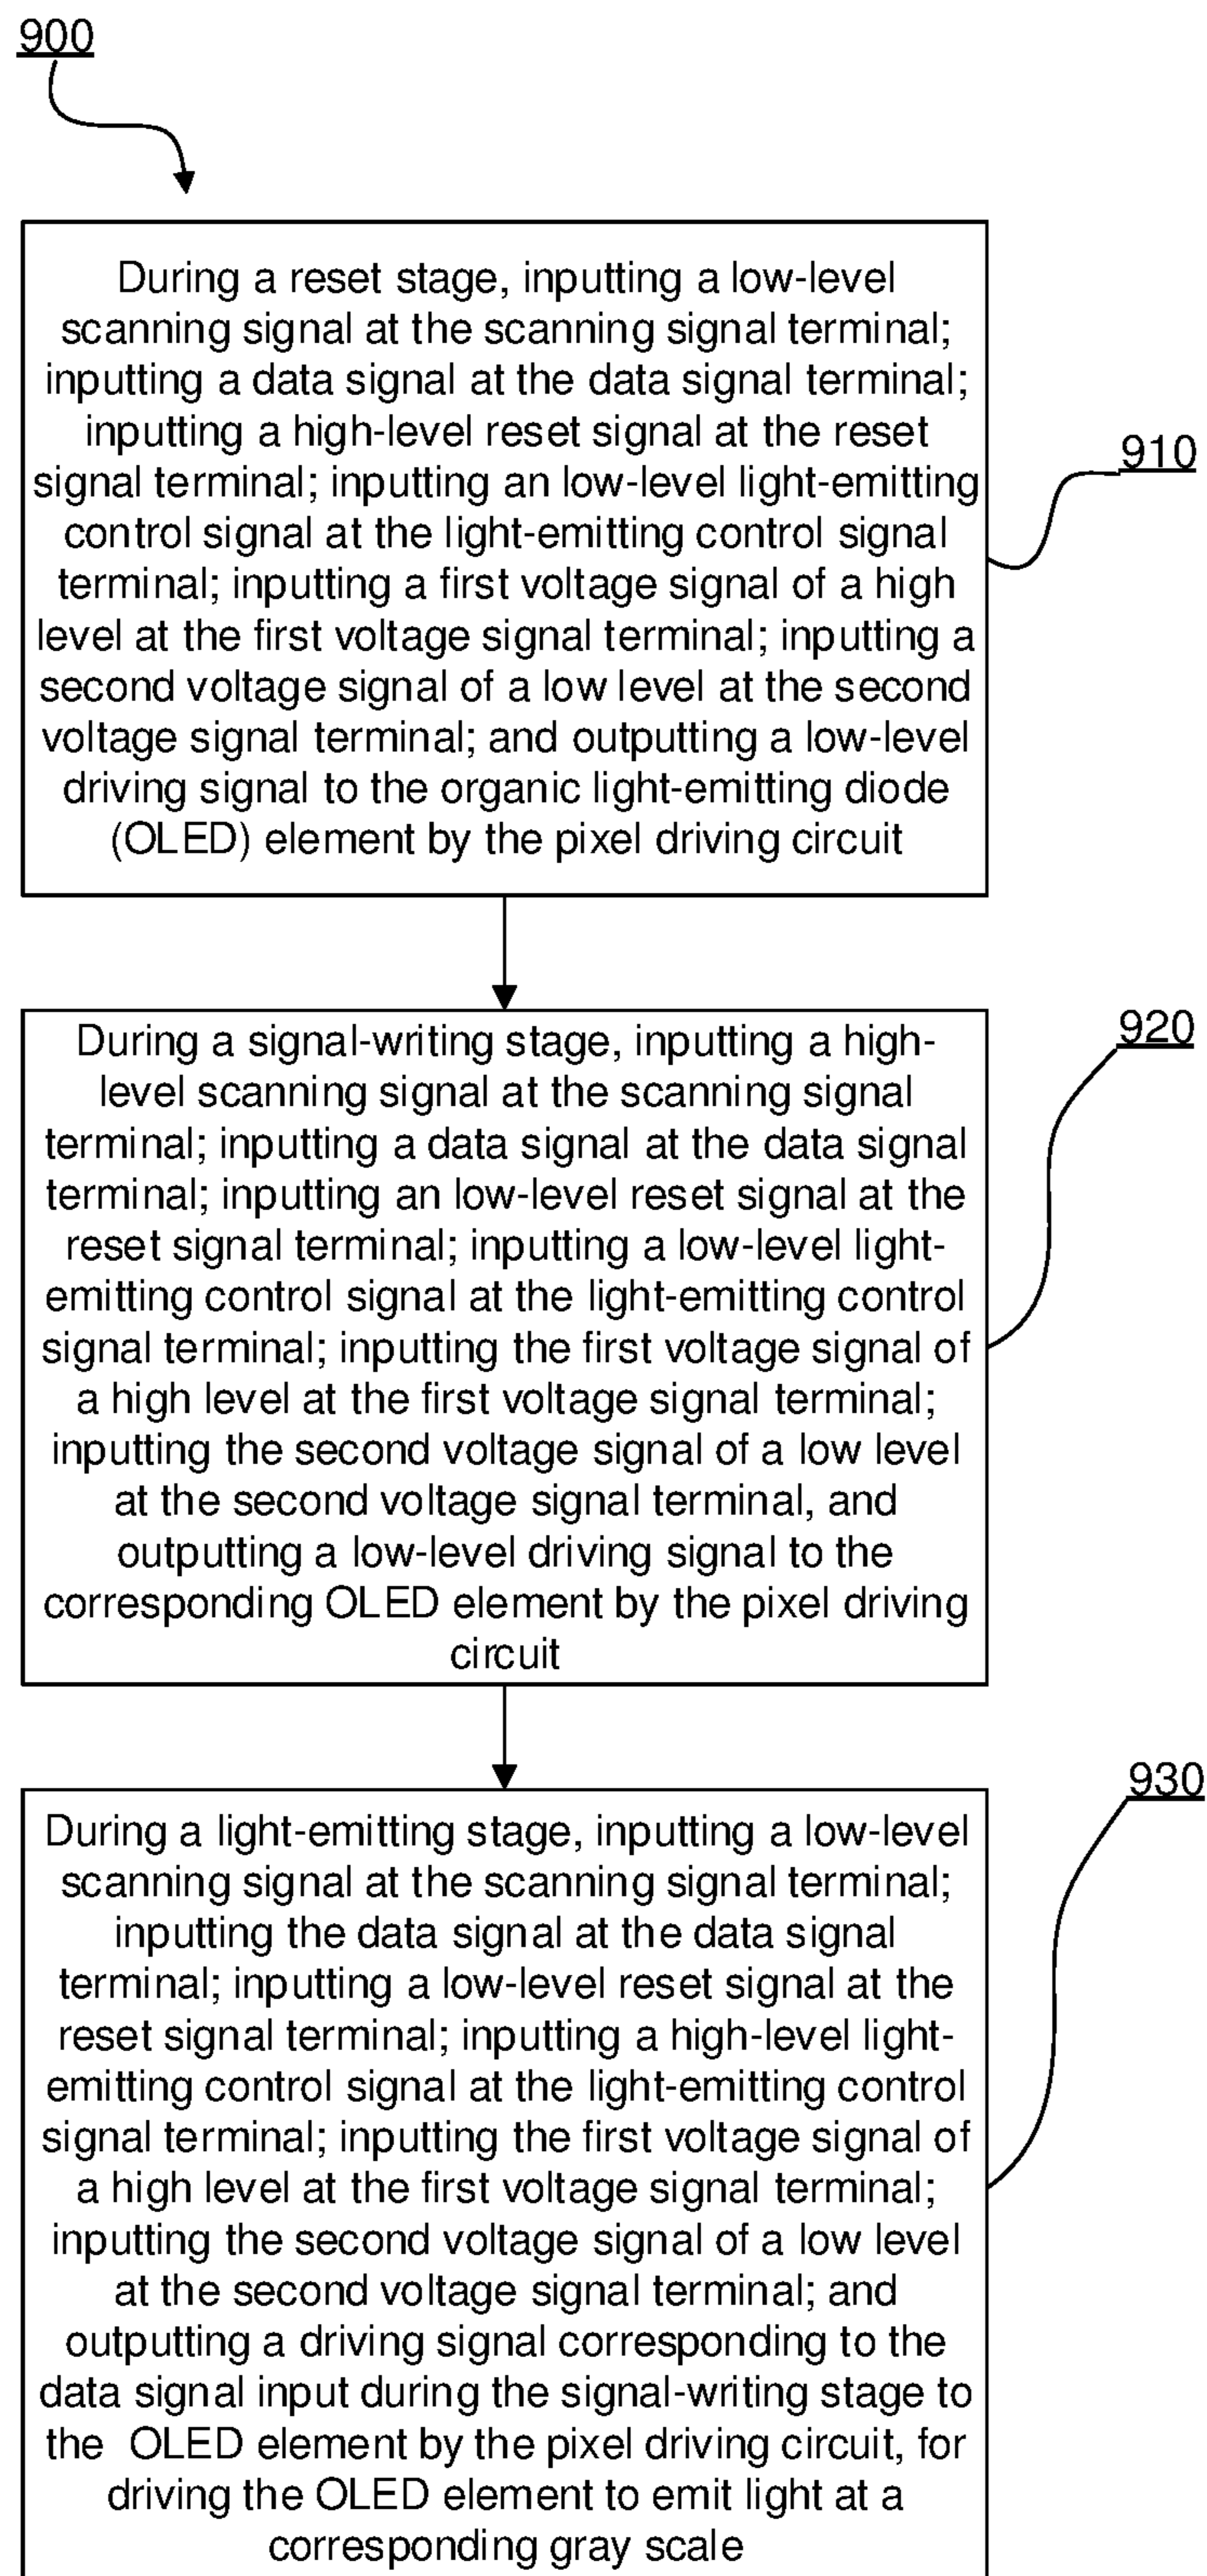 900
During a reset stage, inputting a low-level
scanning signal at the scanning signal terminal;
inputting a data signal at the data signal terminal;
inputting a high-level reset signal at the reset
signal terminal; inputting an low-level light-emitting
control signal at the light-emitting control signal
terminal; inputting a first voltage signal of a high
level at the first voltage signal terminal; inputting a
second voltage signal of a low level at the second
voltage signal terminal; and outputting a low-level
driving signal to the organic light-emitting diode
(OLED) element by the pixel driving circuit
910
During a signal-writing stage, inputting a high-
level scanning signal at the scanning signal
terminal; inputting a data signal at the data signal
terminal; inputting an low-level reset signal at the
reset signal terminal; inputting a low-level light-
emitting control signal at the light-emitting control
signal terminal; inputting the first voltage signal of
a high level at the first voltage signal terminal;
inputting the second voltage signal of a low level
at the second voltage signal terminal, and
outputting a low-level driving signal to the
corresponding OLED element by the pixel driving
circuit
920
During a light-emitting stage, inputting a low-level
scanning signal at the scanning signal terminal;
inputting the data signal at the data signal
terminal; inputting a low-level reset signal at the
reset signal terminal; inputting a high-level light-
emitting control signal at the light-emitting control
signal terminal; inputting the first voltage signal of
a high level at the first voltage signal terminal;
inputting the second voltage signal of a low level
at the second voltage signal terminal; and
outputting a driving signal corresponding to the
data signal input during the signal-writing stage to
the OLED element by the pixel driving circuit, for
driving the OLED element to emit light at a
corresponding gray scale
930